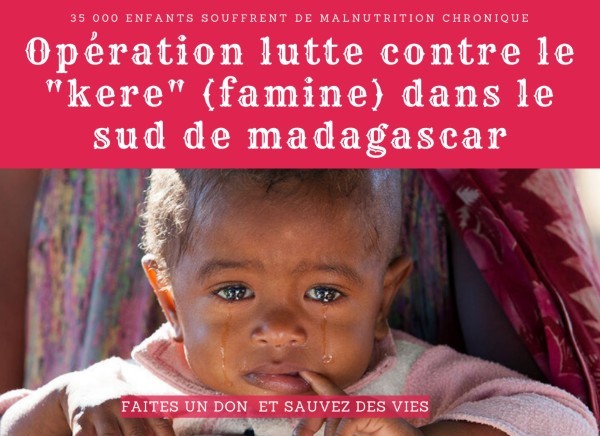 35 000 ENFANTS SOUFFRENT DE MALNUTRITION CHRONIQUE
Opération lutte contre le
"kere" (famine) dans le
sud de madagascar
FAITES UN DON ET SAUVEZ DES VIES